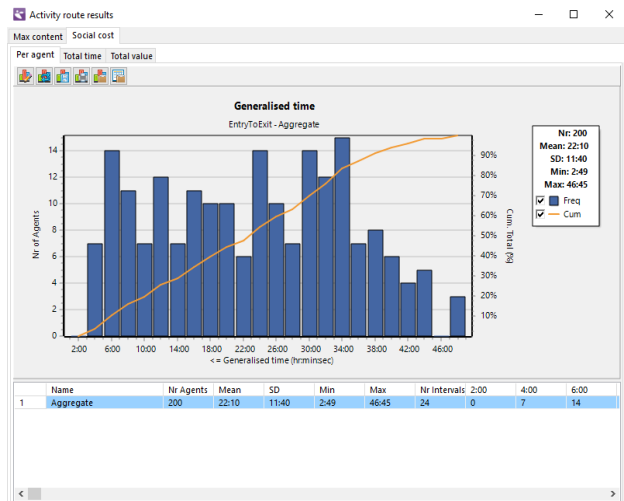 Activity route results
Max content Social cost
Per agent Total time Total value
Generalised time
EntryToExit - Aggregate
Nr of Agents
14
12
10
8
6
4
2
0
2:00 6:00 10:00 14:00 18:00 22:00 26:00 30:00 34:00 38:00 42:00 46:00
< = Generalised time (hr:min:sec)
90%
80%
70%
60%
50%
40%
30%
20%
10%
Cum. Total (%)
Nr: 200
Mean: 22:10
SD: 11:40
Min: 2:49
Max: 46:45
Freq
Cum
Name Nr Agents Mean SD Min Max Nr Intervals 2:00 4:00 6:00
1 Aggregate 200 22:10 11:40 2:49 46:45 24 0 7 14